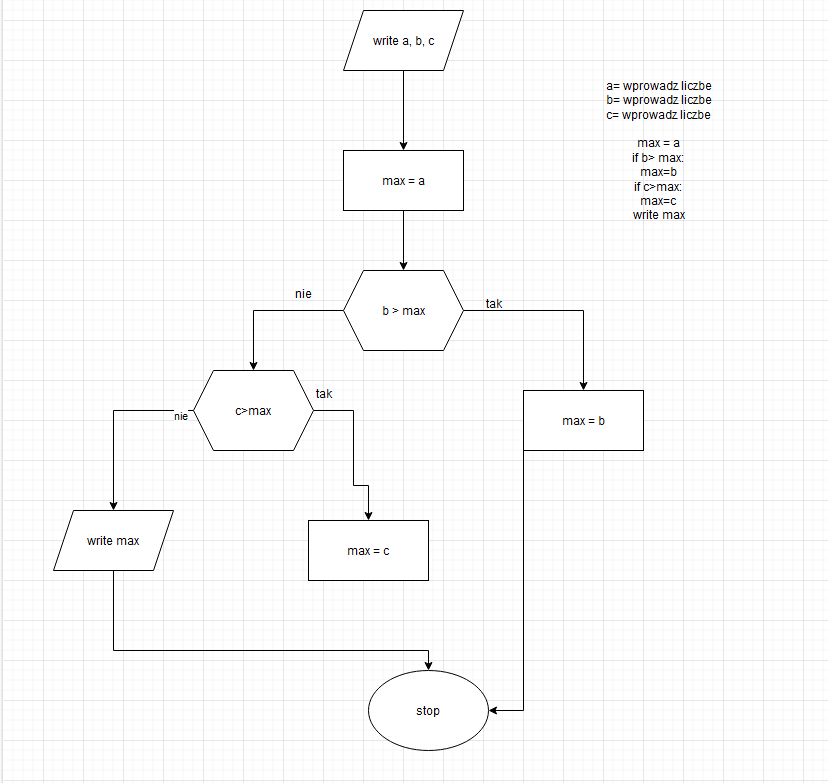 write a, b, c
a= wprowadz liczbe
b= wprowadz liczbe
c= wprowadz liczbe
max = a
if b> max:
max=b
if c>max:
max=c
write max
max = a
nie
b > max
tak
nie
c>max
tak
max = b
write max
max = c
stop